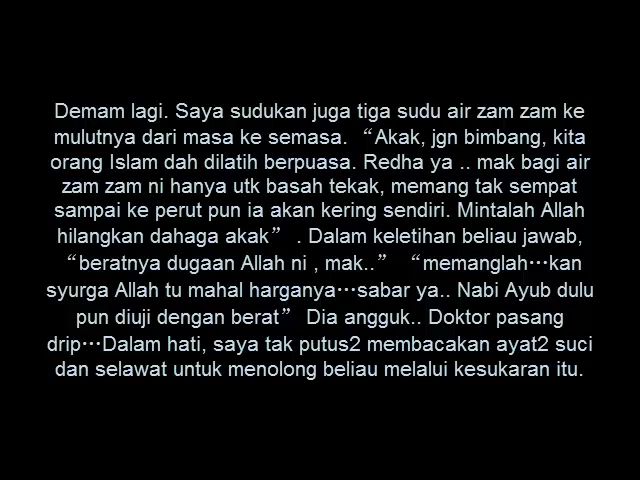 Demam lagi. Saya sudukan juga tiga sudu air zam zam ke
mulutnya dari masa ke semasa. “Akak, jgn bimbang, kita
orang Islam dah dilatih berpuasa. Redha ya .. mak bagi air
zam zam ni hanya utk basah tekak, memang tak sempat
sampai ke perut pun ia akan kering sendiri. Mintalah Allah
hilangkan dahaga akak” . Dalam keletihan beliau jawab,
“beratnya dugaan Allah ni , mak..” “memanglah…kan
syurga Allah tu mahal harganya…sabar ya.. Nabi Ayub dulu
pun diuji dengan berat” Dia angguk.. Doktor pasang
drip…Dalam hati, saya tak putus2 membacakan ayat2 suci
dan selawat untuk menolong beliau melalui kesukaran itu.